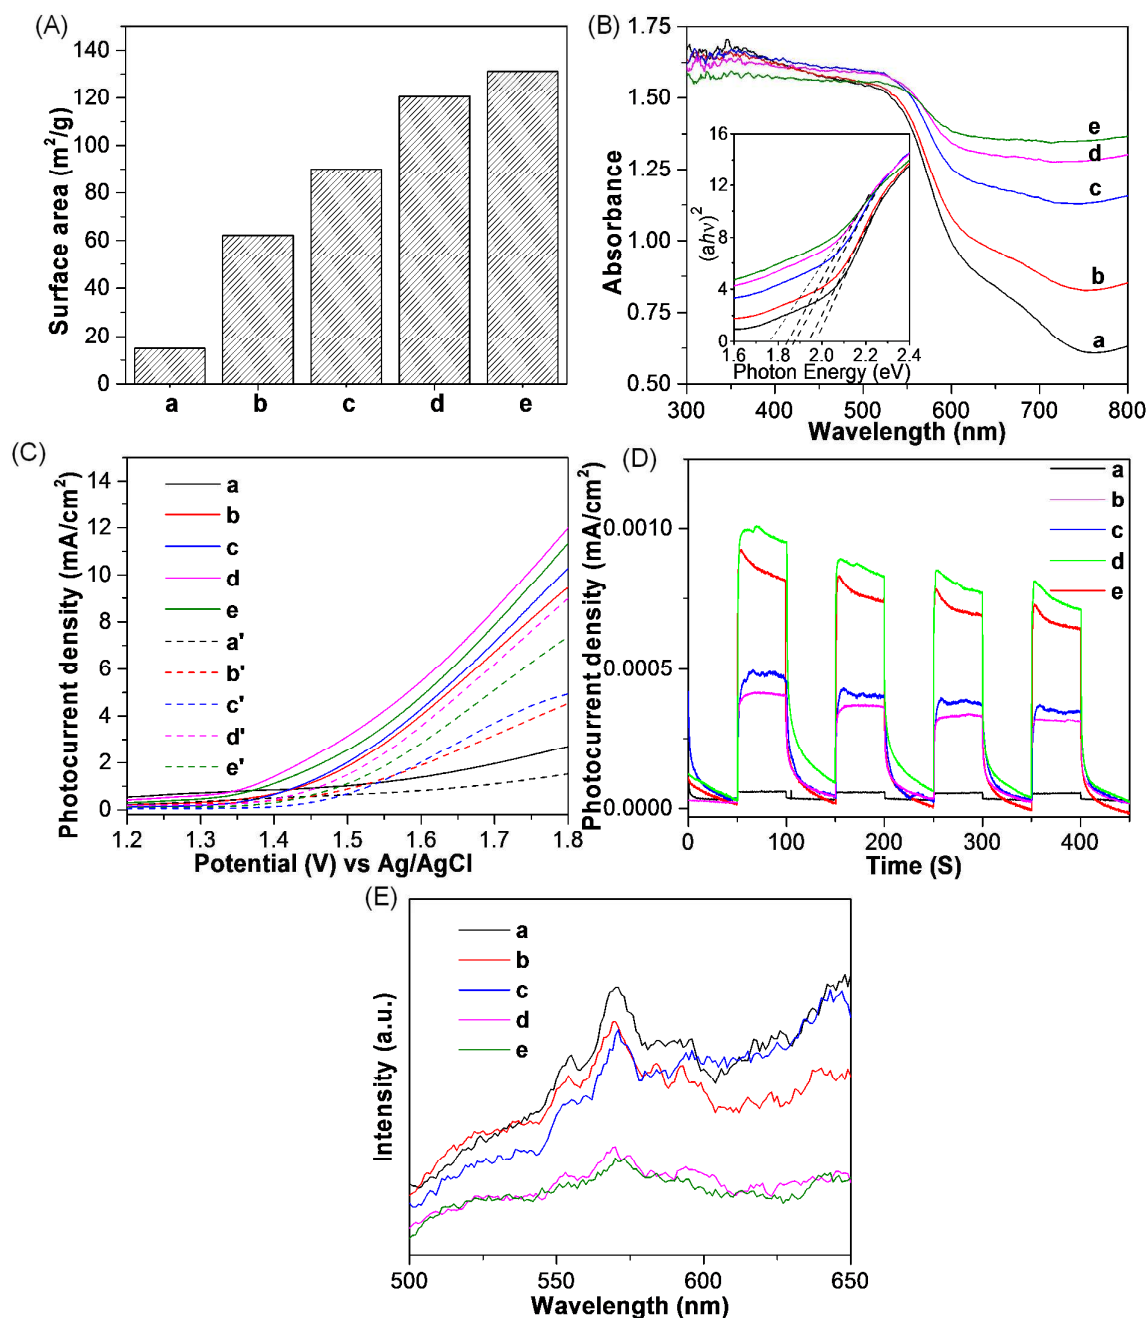 (A)
Surface area (m²/g)
140
120
100
80
60
40
20
0
a b c d e
(B)
Absorbance
1.75
1.50
1.25
1.00
0.75
0.50
300 400 500 600 700 800
Wavelength (nm)
e
d
c
b
a
(ahν)²
16
12
8
4
0
1.6 1.8 2.0 2.2 2.4
Photon Energy (eV)
(C)
Photocurrent density (mA/cm²)
14
12
10
8
6
4
2
0
a
b
c
d
e
a'
b'
c'
d'
e'
1.2 1.3 1.4 1.5 1.6 1.7 1.8
Potential (V) vs Ag/AgCl
(D)
Photocurrent density (mA/cm²)
0.0010
0.0005
0.0000
a
b
c
d
e
0 100 200 300 400
Time (S)
(E)
Intensity (a.u.)
a
b
c
d
e
500 550 600 650
Wavelength (nm)